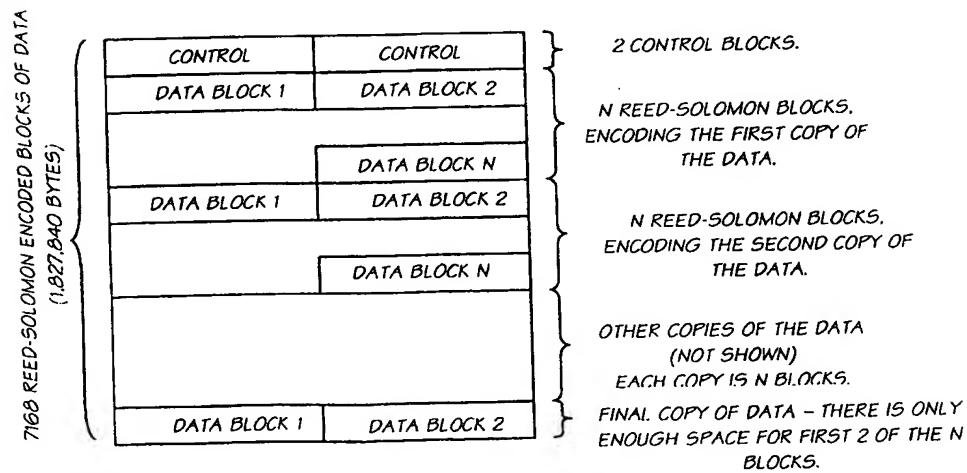 7168 REED-SOLOMON ENCODED BLOCKS OF DATA
(1,827,840 BYTES)
CONTROL CONTROL
2 CONTROL BLOCKS.
DATA BLOCK 1 DATA BLOCK 2
N REED-SOLOMON BLOCKS,
ENCODING THE FIRST COPY OF
THE DATA.
DATA BLOCK N
DATA BLOCK 1 DATA BLOCK 2
N REED-SOLOMON BLOCKS,
ENCODING THE SECOND COPY OF
THE DATA.
DATA BLOCK N
OTHER COPIES OF THE DATA
(NOT SHOWN)
EACH COPY IS N BLOCKS.
DATA BLOCK 1 DATA BLOCK 2
FINAL COPY OF DATA – THERE IS ONLY
ENOUGH SPACE FOR FIRST 2 OF THE N
BLOCKS.